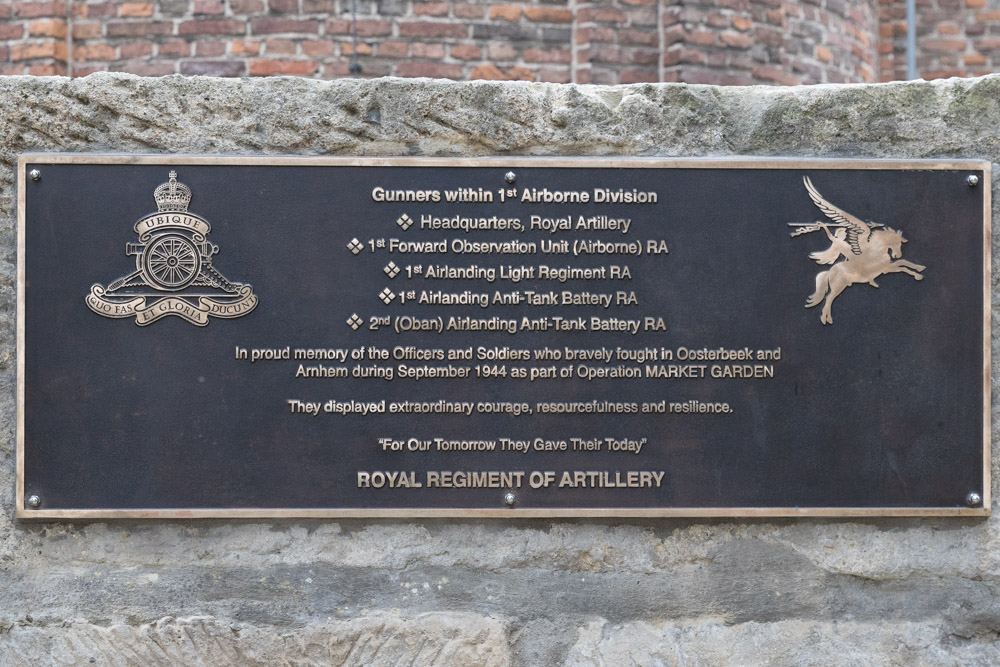 UBIQUE
QUO FAS ET GLORIA DUCUNT
Gunners within 1st Airborne Division
❖ Headquarters, Royal Artillery
❖ 1st Forward Observation Unit (Airborne) RA
❖ 1st Airlanding Light Regiment RA
❖ 1st Airlanding Anti-Tank Battery RA
❖ 2nd (Oban) Airlanding Anti-Tank Battery RA
In proud memory of the Officers and Soldiers who bravely fought in Oosterbeek and
Arnhem during September 1944 as part of Operation MARKET GARDEN
They displayed extraordinary courage, resourcefulness and resilience.
"For Our Tomorrow They Gave Their Today"
ROYAL REGIMENT OF ARTILLERY